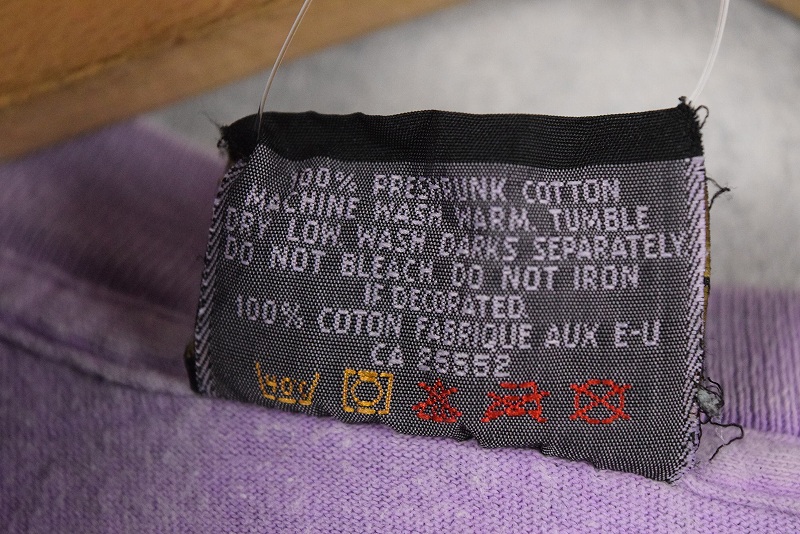 100% PRESHRUNK COTTON
MACHINE WASH WARM. TUMBLE
DRY LOW WASH DARKS SEPARATELY
DO NOT BLEACH DO NOT IRON
IF DECORATED.
100% COTON FABRIQUE AUX E-U
CA 25552
40